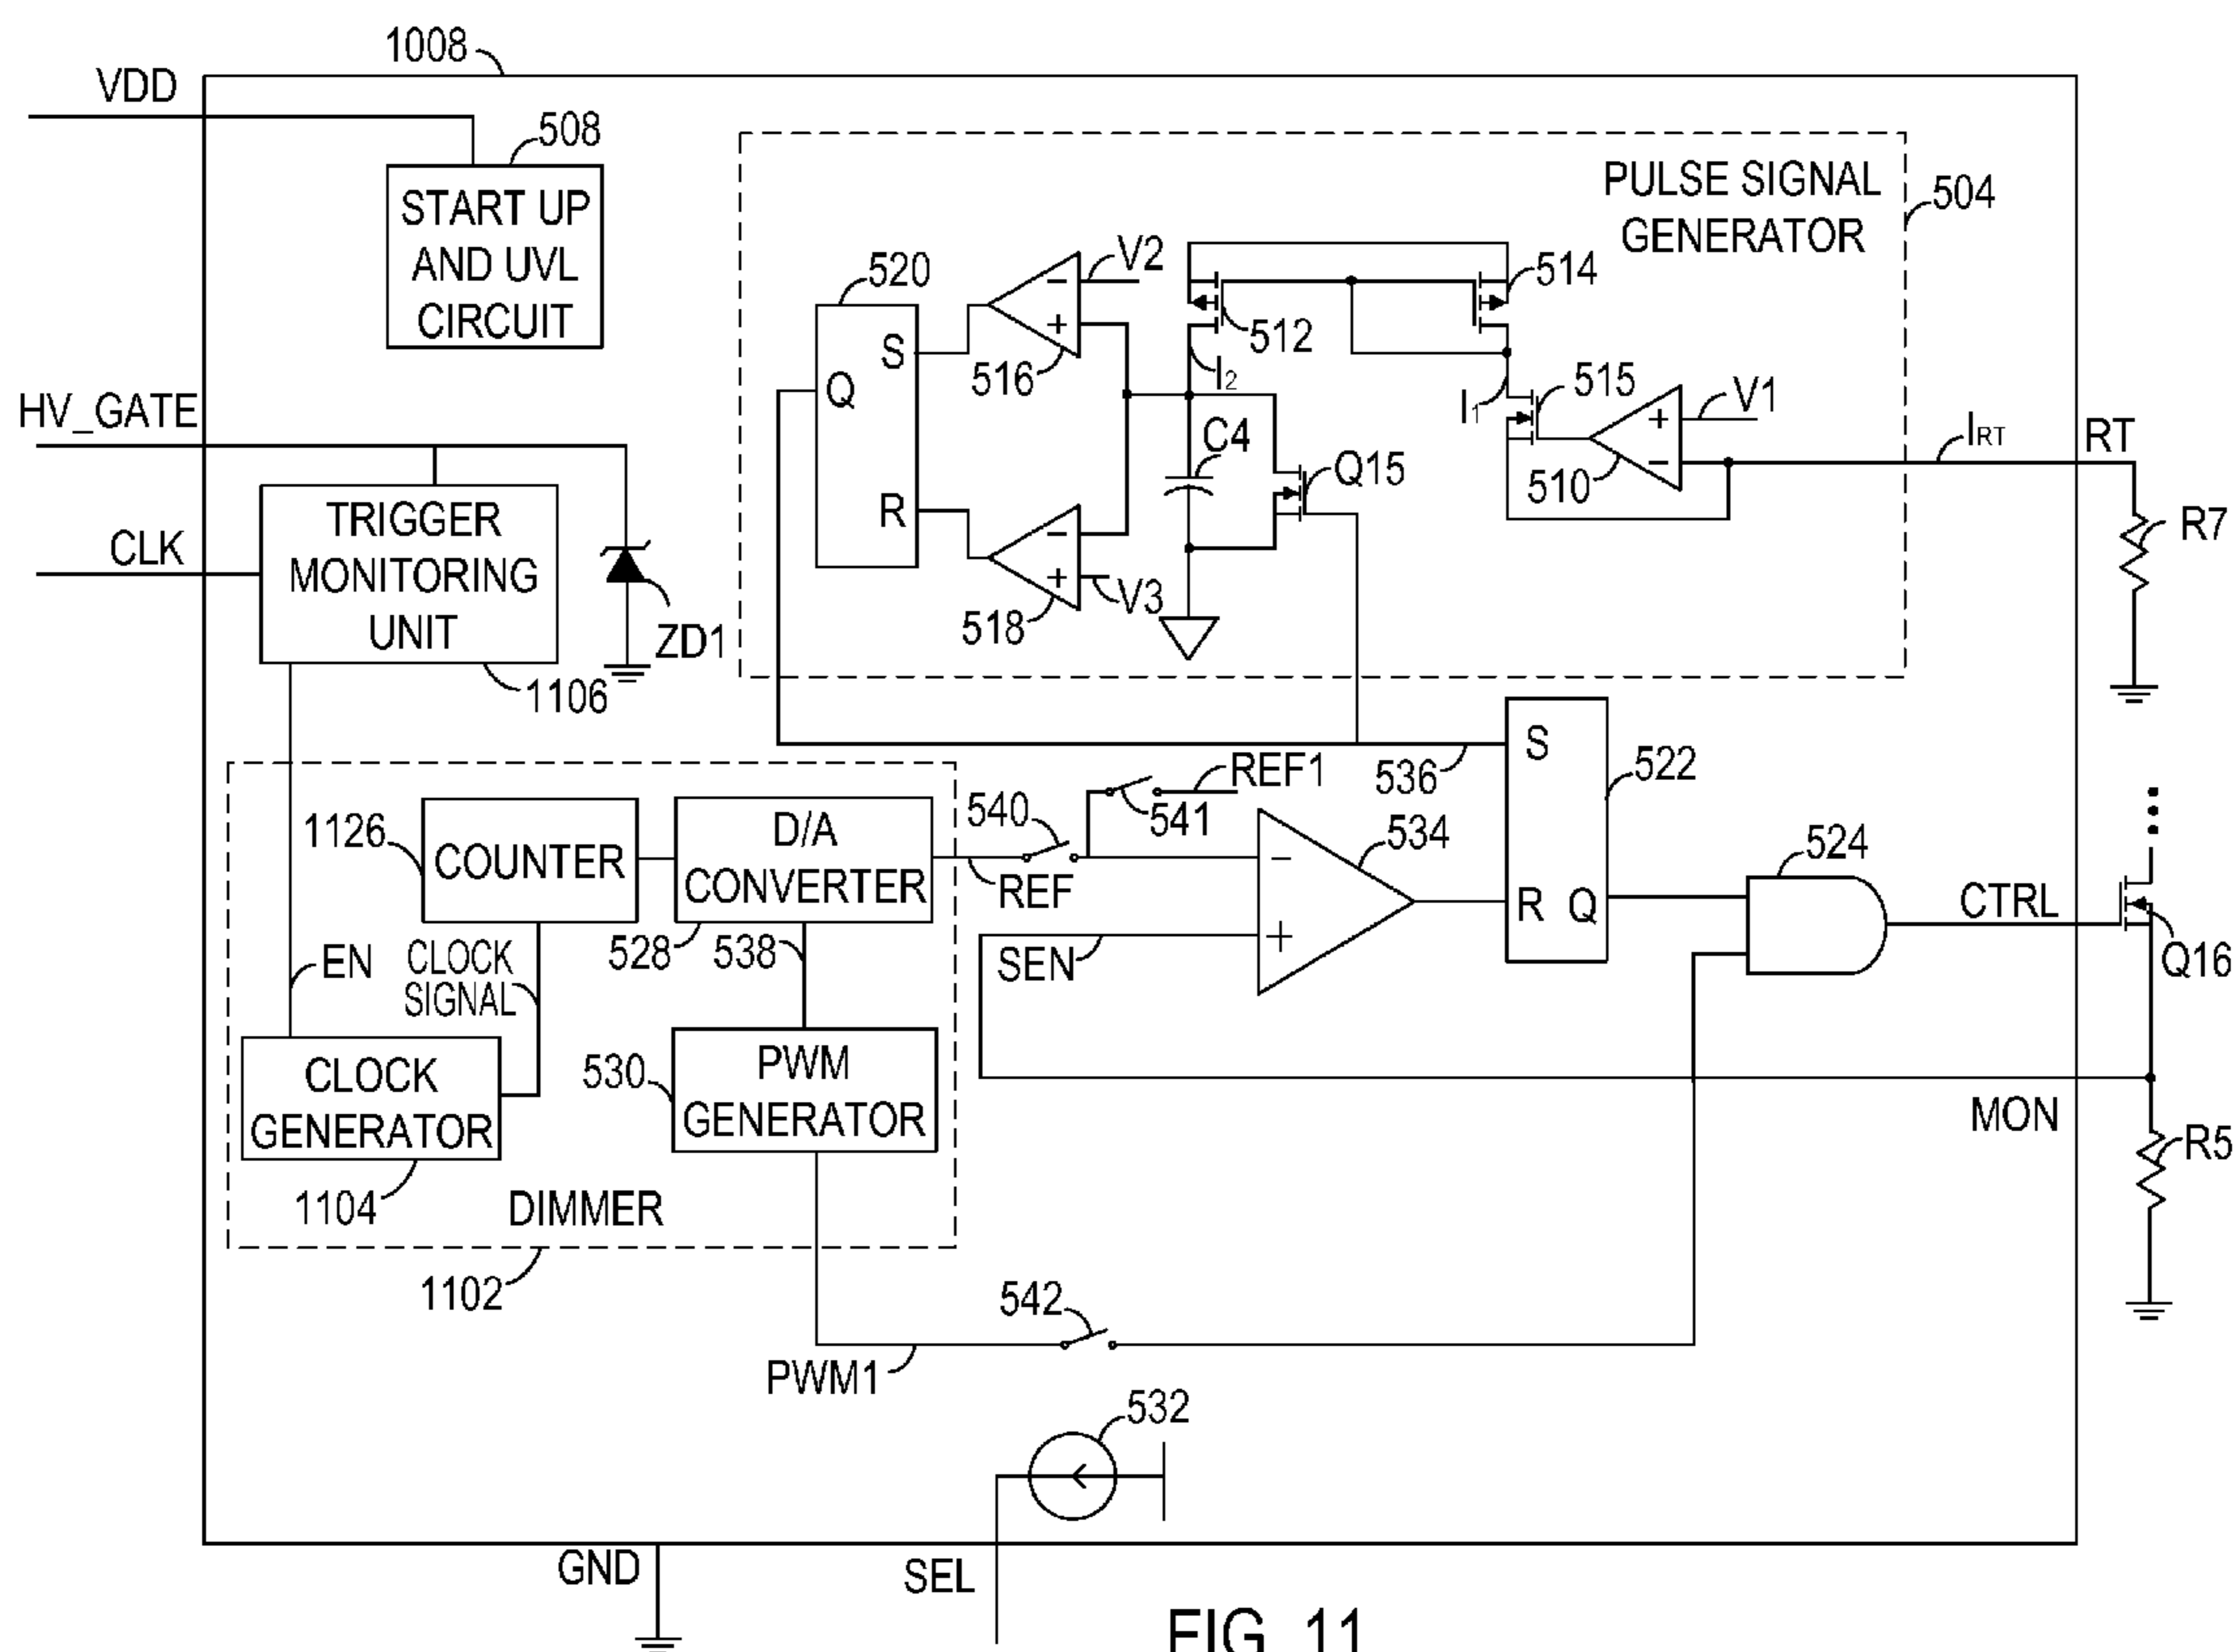 1008
VDD
508
START UP
AND UVL
CIRCUIT
PULSE SIGNAL
GENERATOR
504
520
V2
514
S
−
+
512
516
I2
Q
515
HV_GATE
C4
I1
+
V1
IRT
RT
Q15
−
510
TRIGGER
MONITORING
UNIT
R
−
+
V3
518
R7
CLK
ZD1
1106
S
536
522
REF1
541
540
1126
COUNTER
D/A
CONVERTER
534
524
−
REF
CTRL
R Q
+
SEN
Q16
528
538
EN
CLOCK
SIGNAL
CLOCK
GENERATOR
530
PWM
GENERATOR
MON
R5
1104
DIMMER
1102
542
PWM1
532
GND
SEL
FIG. 11